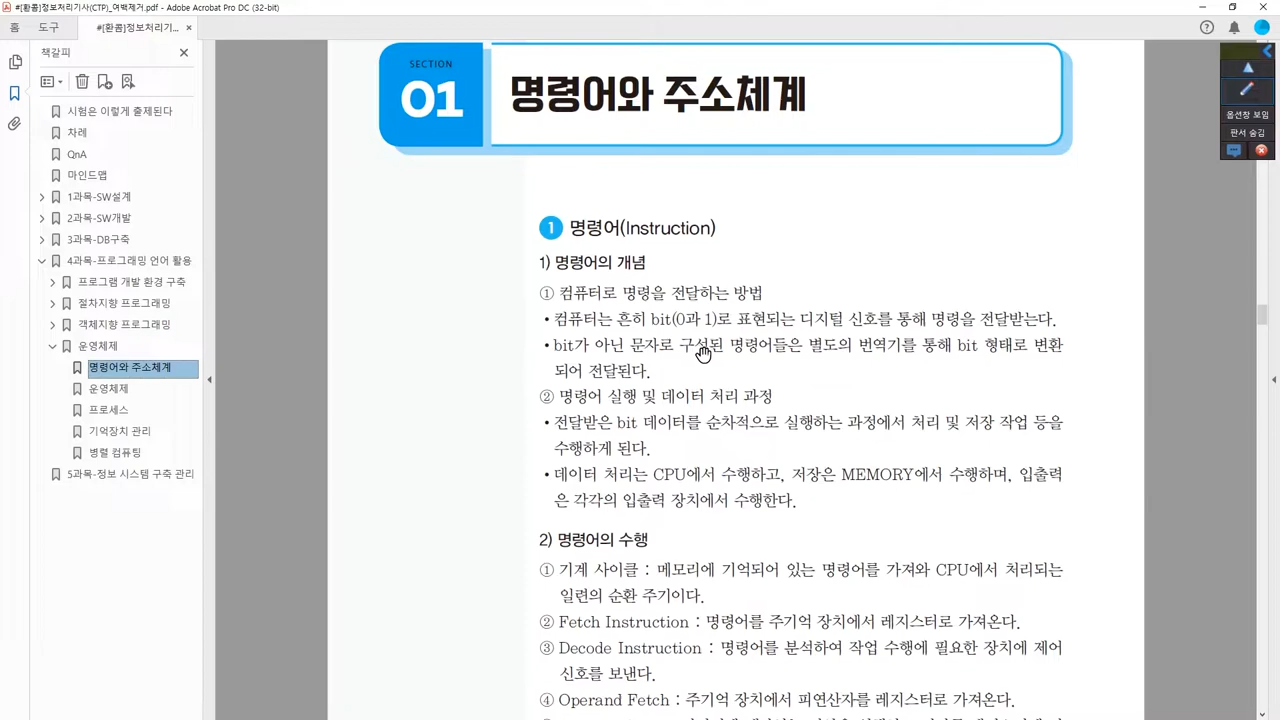 #[환콤]정보처리기사(CTP)_여백제거.pdf - Adobe Acrobat Pro DC (32-bit)
홈 도구 #[환콤]정보처리기... ×
책갈피
시험은 이렇게 출제된다
차례
QnA
마인드맵
1과목-SW설계
2과목-SW개발
3과목-DB구축
4과목-프로그래밍 언어 활용
프로그램 개발 환경 구축
절차지향 프로그래밍
객체지향 프로그래밍
운영체제
명령어와 주소체계
운영체제
프로세스
기억장치 관리
병렬 컴퓨팅
5과목-정보 시스템 구축 관리
SECTION
01
명령어와 주소체계
1 명령어(Instruction)
1) 명령어의 개념
① 컴퓨터로 명령을 전달하는 방법
• 컴퓨터는 흔히 bit(0과 1)로 표현되는 디지털 신호를 통해 명령을 전달받는다.
• bit가 아닌 문자로 구성된 명령어들은 별도의 번역기를 통해 bit 형태로 변환
되어 전달된다.
② 명령어 실행 및 데이터 처리 과정
• 전달받은 bit 데이터를 순차적으로 실행하는 과정에서 처리 및 저장 작업 등을
수행하게 된다.
• 데이터 처리는 CPU에서 수행하고, 저장은 MEMORY에서 수행하며, 입출력
은 각각의 입출력 장치에서 수행한다.
2) 명령어의 수행
① 기계 사이클 : 메모리에 기억되어 있는 명령어를 가져와 CPU에서 처리되는
일련의 순환 주기이다.
② Fetch Instruction : 명령어를 주기억 장치에서 레지스터로 가져온다.
③ Decode Instruction : 명령어를 분석하여 작업 수행에 필요한 장치에 제어
신호를 보낸다.
④ Operand Fetch : 주기억 장치에서 피연산자를 레지스터로 가져온다.
옵션창 보임
판서 숨김